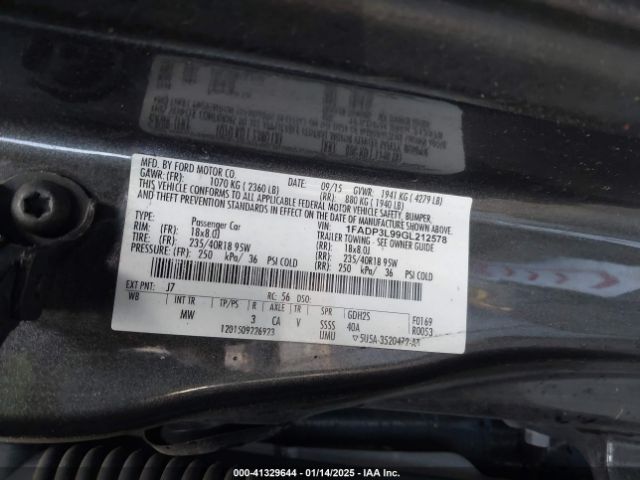 MFD. BY FORD MOTOR CO.
DATE: 09/15 GVWR: 1941 KG ( 4279 LB)
GAWR: (FR): 1070 KG ( 2360 LB) (RR): 880 KG ( 1940 LB)
THIS VEHICLE CONFORMS TO ALL APPLICABLE FEDERAL MOTOR VEHICLE SAFETY, BUMPER,
AND THEFT PREVENTION STANDARDS IN EFFECT ON THE DATE OF MANUFACTURE SHOWN ABOVE.
VIN: 1FADP3L99GL212578
TYPE: Passenger Car TRAILER TOWING - SEE OWNER GUIDE
RIM: (FR) 18x8.0J (RR) 18x8.0J
TIRE: 235/40R18 95W 235/40R18 95W
PRESSURE: (FR) 250 kPa/ 36 PSI COLD (RR) 250 kPa/ 36 PSI COLD
EXT PNT: J7 RC: 56 DSO:
WB INT TR TP/PS R AXLE TR SPR GDH2S F0169
MW 3 CA V SSSS 40A R0053
1201509226923 UMU 5U5A-3520472-AA
00-41329644 - 01/14/2025 - IAA Inc.